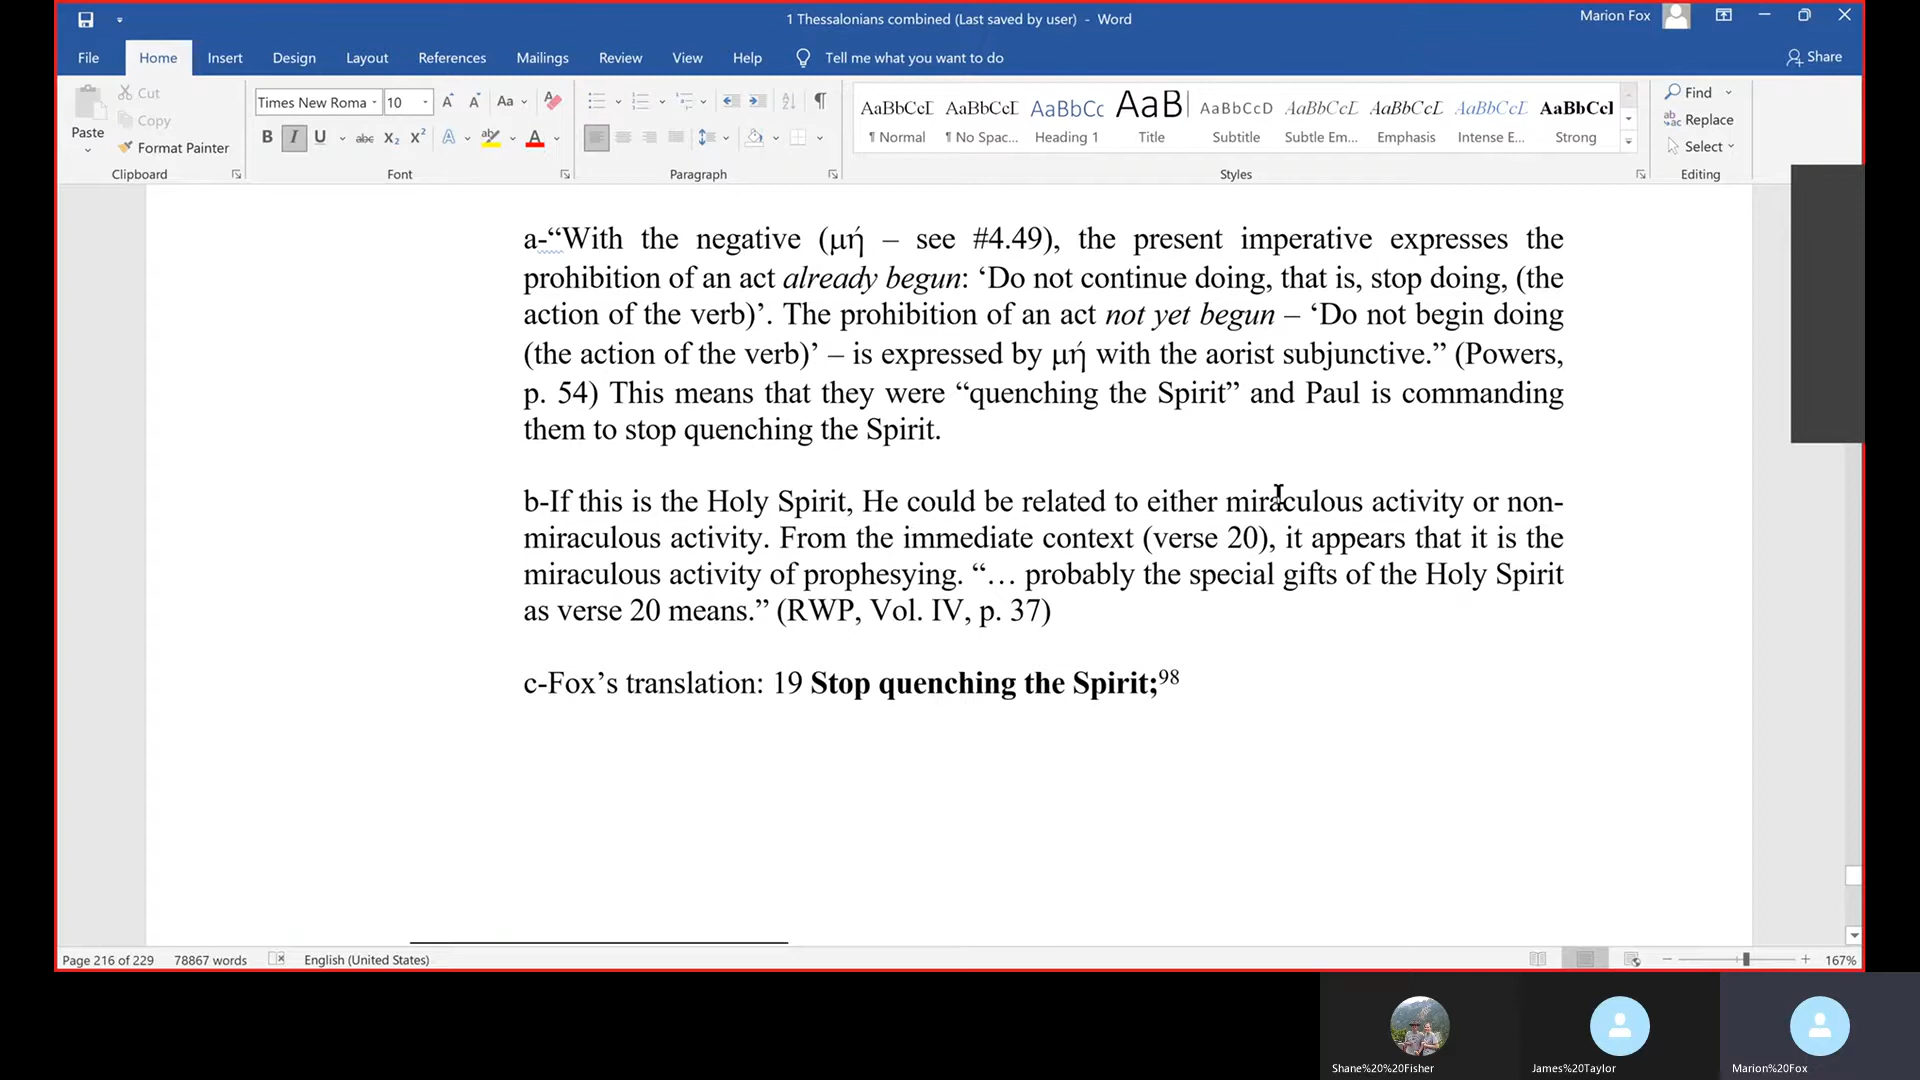 1 Thessalonians combined (Last saved by user) - Word
Marion Fox
File Home Insert Design Layout References Mailings Review View Help Tell me what you want to do Share
Paste Cut Copy Format Painter
Clipboard
Times New Roma 10
Font
Paragraph
AaBbCcD AaBbCcD AaBbCc AaB AaBbCcD AaBbCcD AaBbCcD AaBbCcD AaBbCcl
¶ Normal ¶ No Spac... Heading 1 Title Subtitle Subtle Em... Emphasis Intense E... Strong
Styles
Find
Replace
Select
Editing
a-“With the negative (μή – see #4.49), the present imperative expresses the
prohibition of an act already begun: ‘Do not continue doing, that is, stop doing, (the
action of the verb)’. The prohibition of an act not yet begun – ‘Do not begin doing
(the action of the verb)’ – is expressed by μή with the aorist subjunctive.” (Powers,
p. 54) This means that they were “quenching the Spirit” and Paul is commanding
them to stop quenching the Spirit.
b-If this is the Holy Spirit, He could be related to either miraculous activity or non-
miraculous activity. From the immediate context (verse 20), it appears that it is the
miraculous activity of prophesying. “… probably the special gifts of the Holy Spirit
as verse 20 means.” (RWP, Vol. IV, p. 37)
c-Fox’s translation: 19 Stop quenching the Spirit;98
Page 216 of 229 78867 words English (United States) 167%
Shane%20%20Fisher James%20Taylor Marion%20Fox